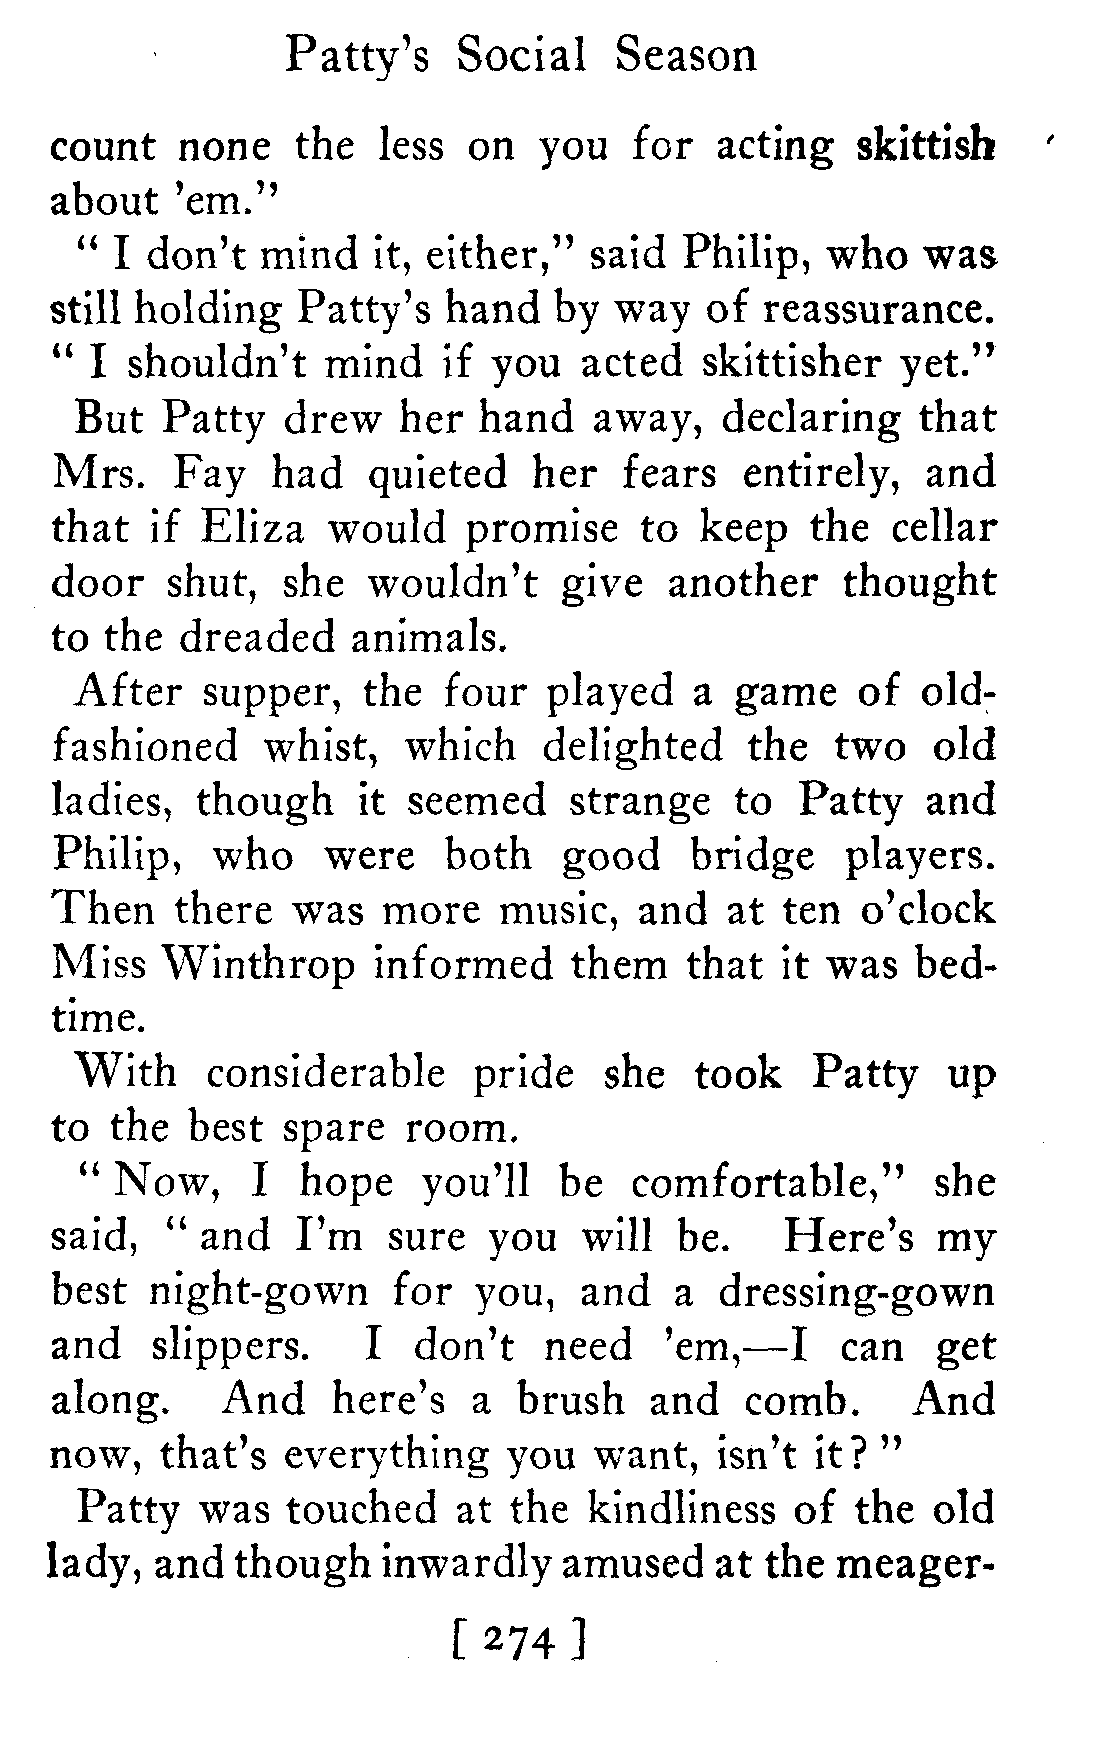 Patty's Social Season
count none the less on you for acting skittish
about 'em."
" I don't mind it, either," said Philip, who was
still holding Patty's hand by way of reassurance.
" I shouldn't mind if you acted skittisher yet."
But Patty drew her hand away, declaring that
Mrs. Fay had quieted her fears entirely, and
that if Eliza would promise to keep the cellar
door shut, she wouldn't give another thought
to the dreaded animals.
After supper, the four played a game of old-
fashioned whist, which delighted the two old
ladies, though it seemed strange to Patty and
Philip, who were both good bridge players.
Then there was more music, and at ten o'clock
Miss Winthrop informed them that it was bed-
time.
With considerable pride she took Patty up
to the best spare room.
" Now, I hope you'll be comfortable," she
said, " and I'm sure you will be. Here's my
best night-gown for you, and a dressing-gown
and slippers. I don't need 'em,—I can get
along. And here's a brush and comb. And
now, that's everything you want, isn't it? "
Patty was touched at the kindliness of the old
lady, and though inwardly amused at the meager-
[ 274 ]